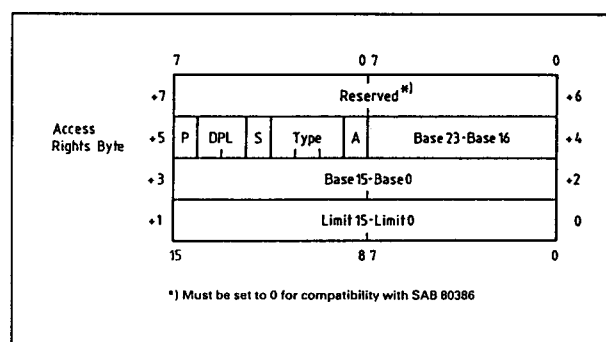 7 0 7 0
+7 Reserved*) +6
Access
Rights Byte +5 P DPL S Type A Base 23-Base 16 +4
+3 Base 15-Base 0 +2
+1 Limit 15-Limit 0 0
15 8 7 0
*) Must be set to 0 for compatibility with SAB 80386